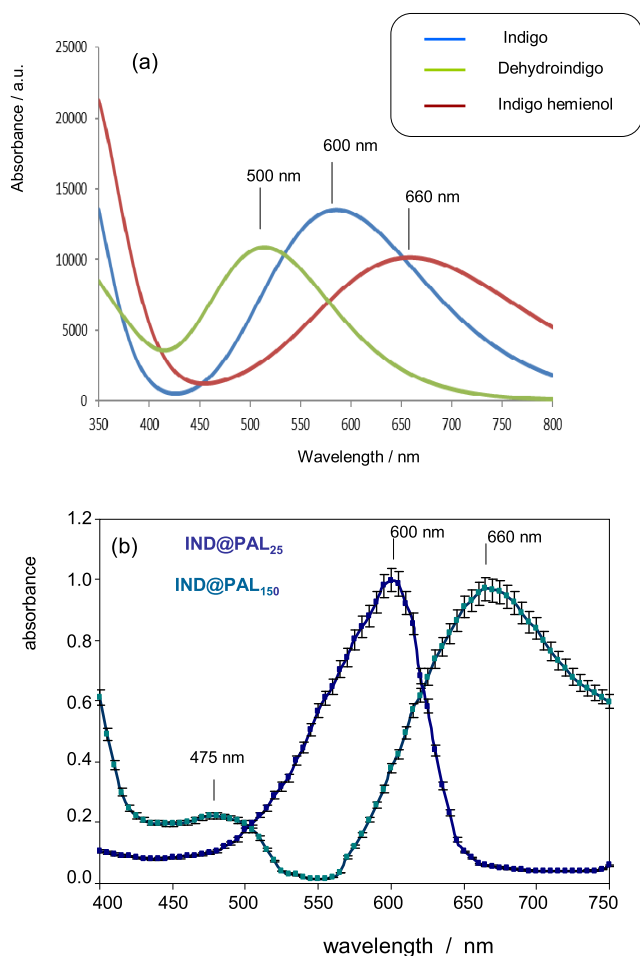 Indigo
Dehydroindigo
Indigo hemienol
(a)
Absorbance / a.u.
25000
20000
15000
10000
5000
0
500 nm
600 nm
660 nm
350 400 450 500 550 600 650 700 750 800
Wavelength / nm
(b)
IND@PAL25
IND@PAL150
absorbance
1.2
1.0
0.8
0.6
0.4
0.2
0.0
475 nm
600 nm
660 nm
400 450 500 550 600 650 700 750
wavelength / nm